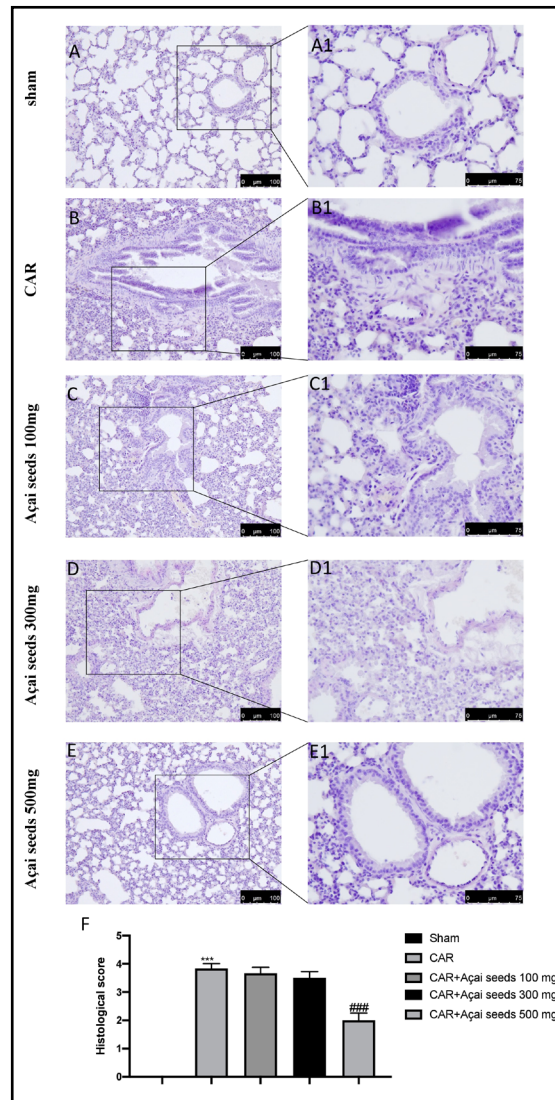 sham
A
A1
0 µm 100
0 µm 75
CAR
B
B1
0 µm 100
0 µm 75
Açai seeds 100mg
C
C1
0 µm 100
0 µm 75
Açai seeds 300mg
D
D1
0 µm 100
0 µm 75
Açai seeds 500mg
E
E1
0 µm 100
0 µm 75
F
Histological score
5
4
3
2
1
0
***
###
Sham
CAR
CAR+Açai seeds 100 mg
CAR+Açai seeds 300 mg
CAR+Açai seeds 500 mg